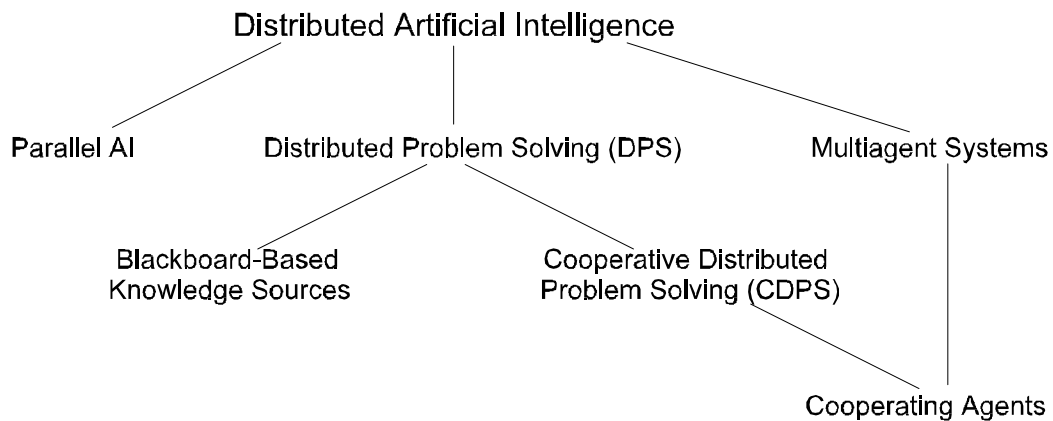 Distributed Artificial Intelligence
Parallel AI
Distributed Problem Solving (DPS)
Multiagent Systems
Blackboard-Based
Knowledge Sources
Cooperative Distributed
Problem Solving (CDPS)
Cooperating Agents